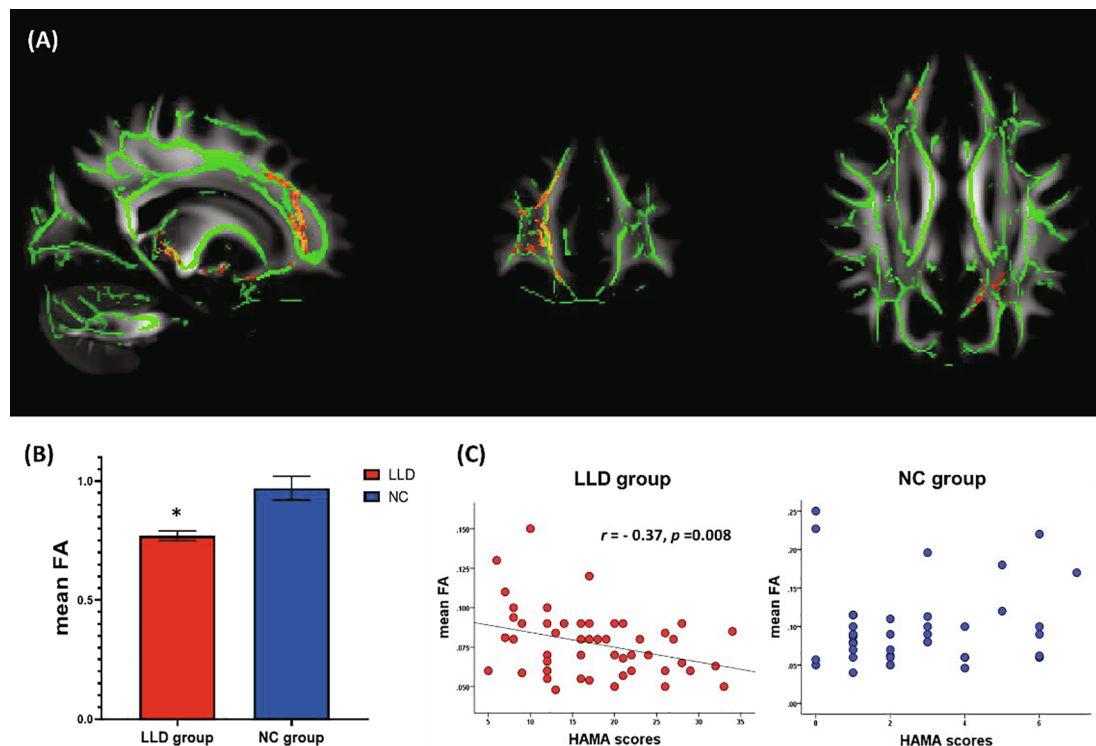 (A)
(B)
mean FA
1.0
0.5
0.0
*
LLD group
NC group
LLD
NC
(C)
LLD group
r = - 0.37, p =0.008
mean FA
.150
.125
.100
.075
.050
5 10 15 20 25 30 35
HAMA scores
NC group
mean FA
.25
.20
.15
.10
.05
.00
0 2 4 6
HAMA scores